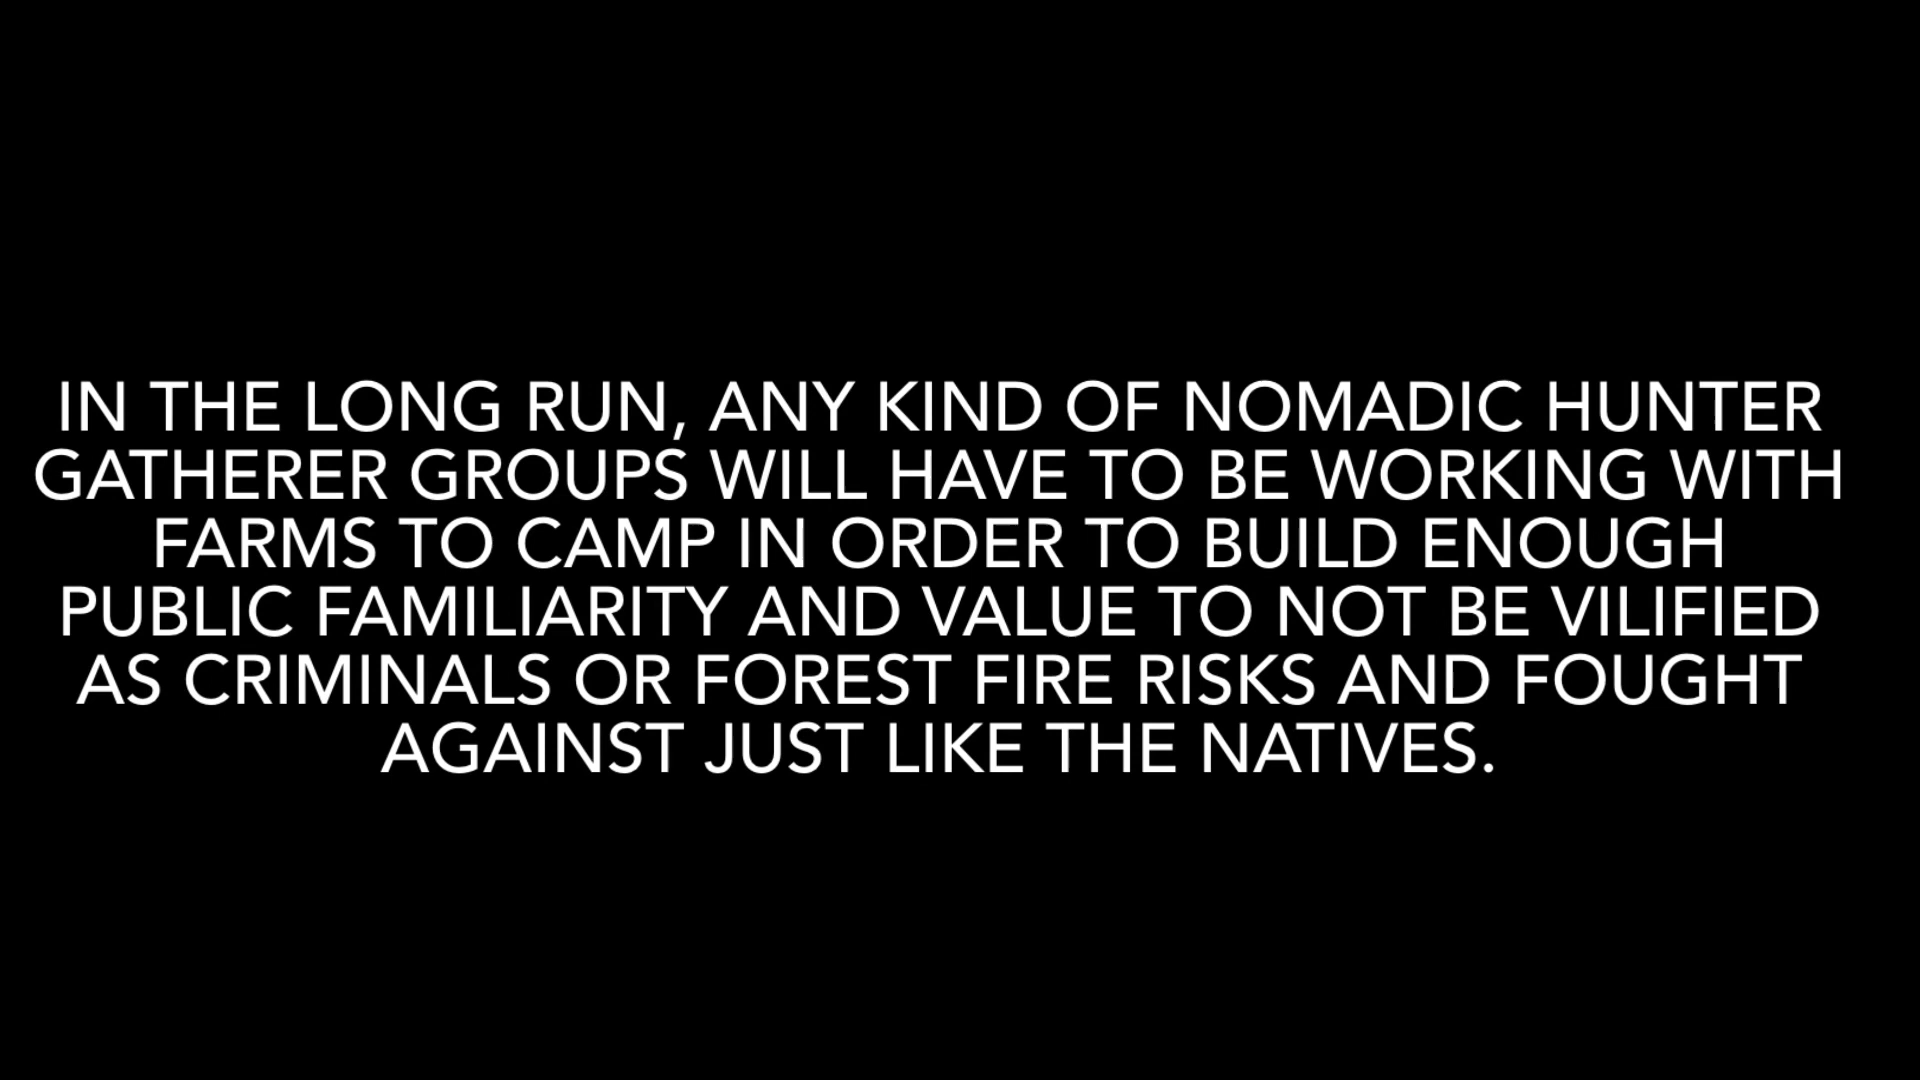 IN THE LONG RUN, ANY KIND OF NOMADIC HUNTER
GATHERER GROUPS WILL HAVE TO BE WORKING WITH
FARMS TO CAMP IN ORDER TO BUILD ENOUGH
PUBLIC FAMILIARITY AND VALUE TO NOT BE VILIFIED
AS CRIMINALS OR FOREST FIRE RISKS AND FOUGHT
AGAINST JUST LIKE THE NATIVES.